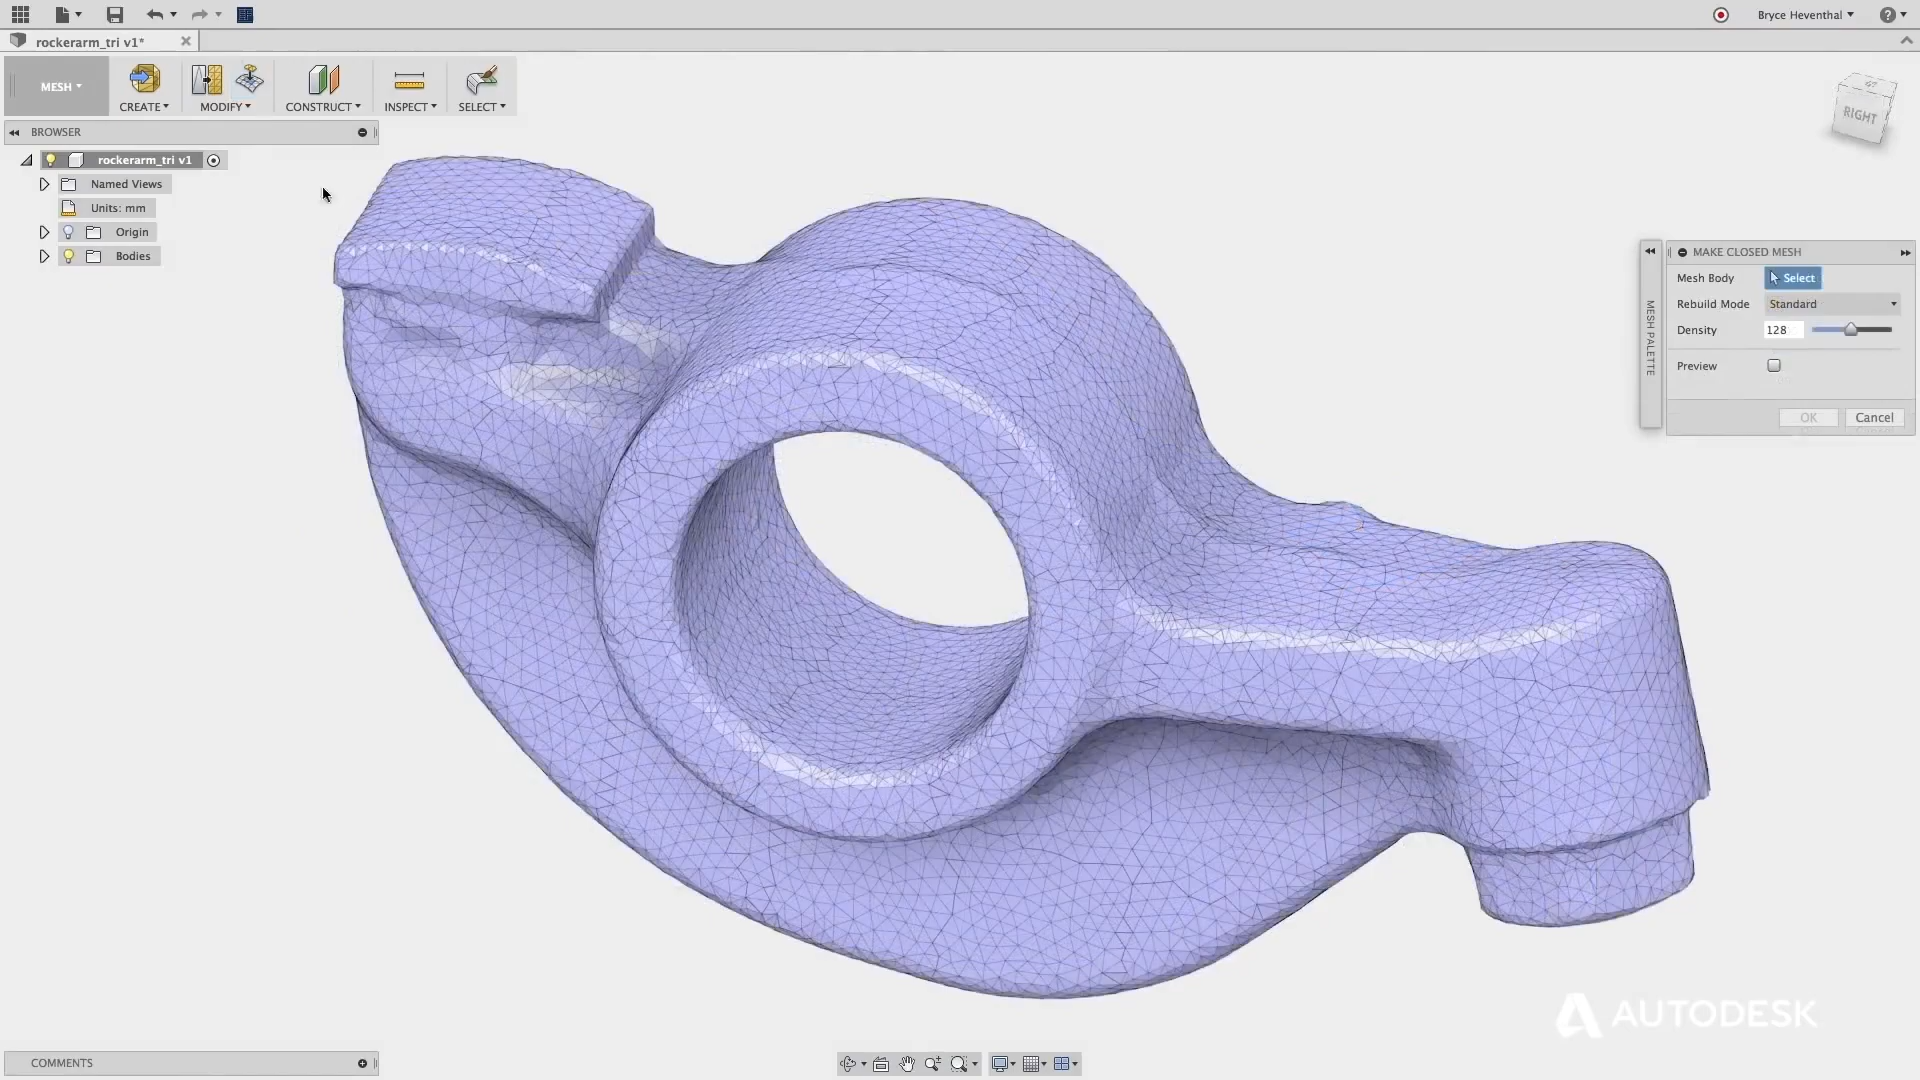 Bryce Heventhal
rockerarm_tri v1*
MESH
CREATE
MODIFY
CONSTRUCT
INSPECT
SELECT
RIGHT
BROWSER
rockerarm_tri v1
Named Views
Units: mm
Origin
Bodies
MESH PALETTE
MAKE CLOSED MESH
Mesh Body
Select
Rebuild Mode
Standard
Density
128
Preview
OK
Cancel
AUTODESK
COMMENTS